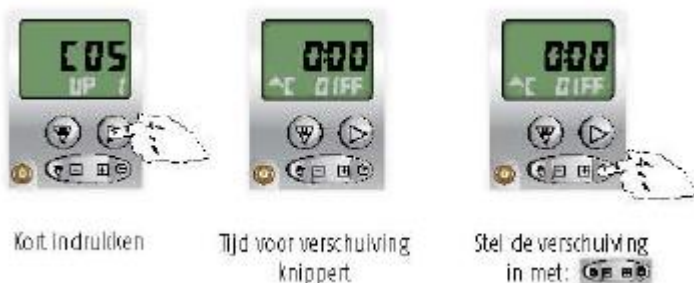 C05
UP 1
0:00
^C DIFF
0:00
^C DIFF
Kort indrukken
Tijd voor verschuiving
knippert
Stel de verschuiving
in met: